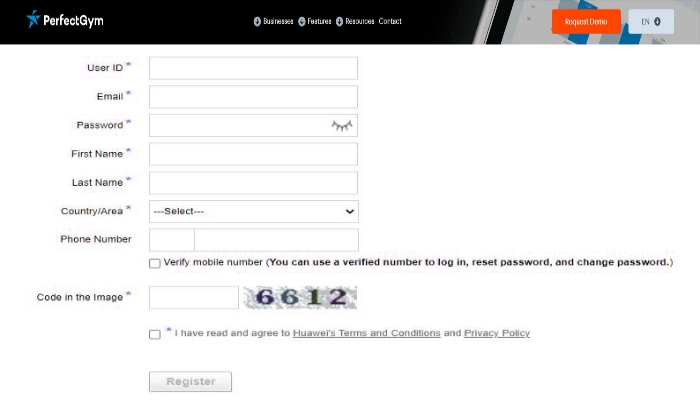 PerfectGym
Businesses Features Resources Contact
Request Demo
EN
User ID *
Email *
Password *
First Name *
Last Name *
Country/Area * ---Select---
Phone Number
Verify mobile number (You can use a verified number to log in, reset password, and change password.)
Code in the Image * 6612
* I have read and agree to Huawei's Terms and Conditions and Privacy Policy
Register